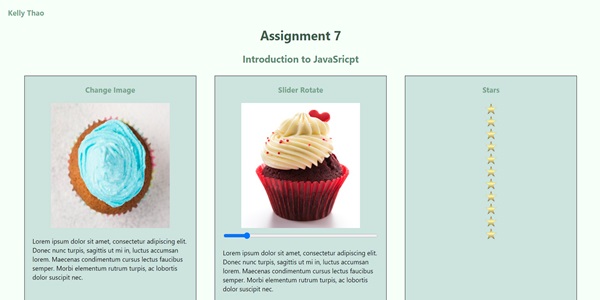 Kelly Thao
Assignment 7
Introduction to JavaSricpt
Change Image
Slider Rotate
Stars
Lorem ipsum dolor sit amet, consectetur adipiscing elit.
Donec nunc turpis, sagittis ut mi in, luctus accumsan
lorem. Maecenas condimentum cursus lectus faucibus
semper. Morbi elementum rutrum turpis, ac lobortis
dolor suscipit nec.
Lorem ipsum dolor sit amet, consectetur adipiscing elit.
Donec nunc turpis, sagittis ut mi in, luctus accumsan
lorem. Maecenas condimentum cursus lectus faucibus
semper. Morbi elementum rutrum turpis, ac lobortis
dolor suscipit nec.